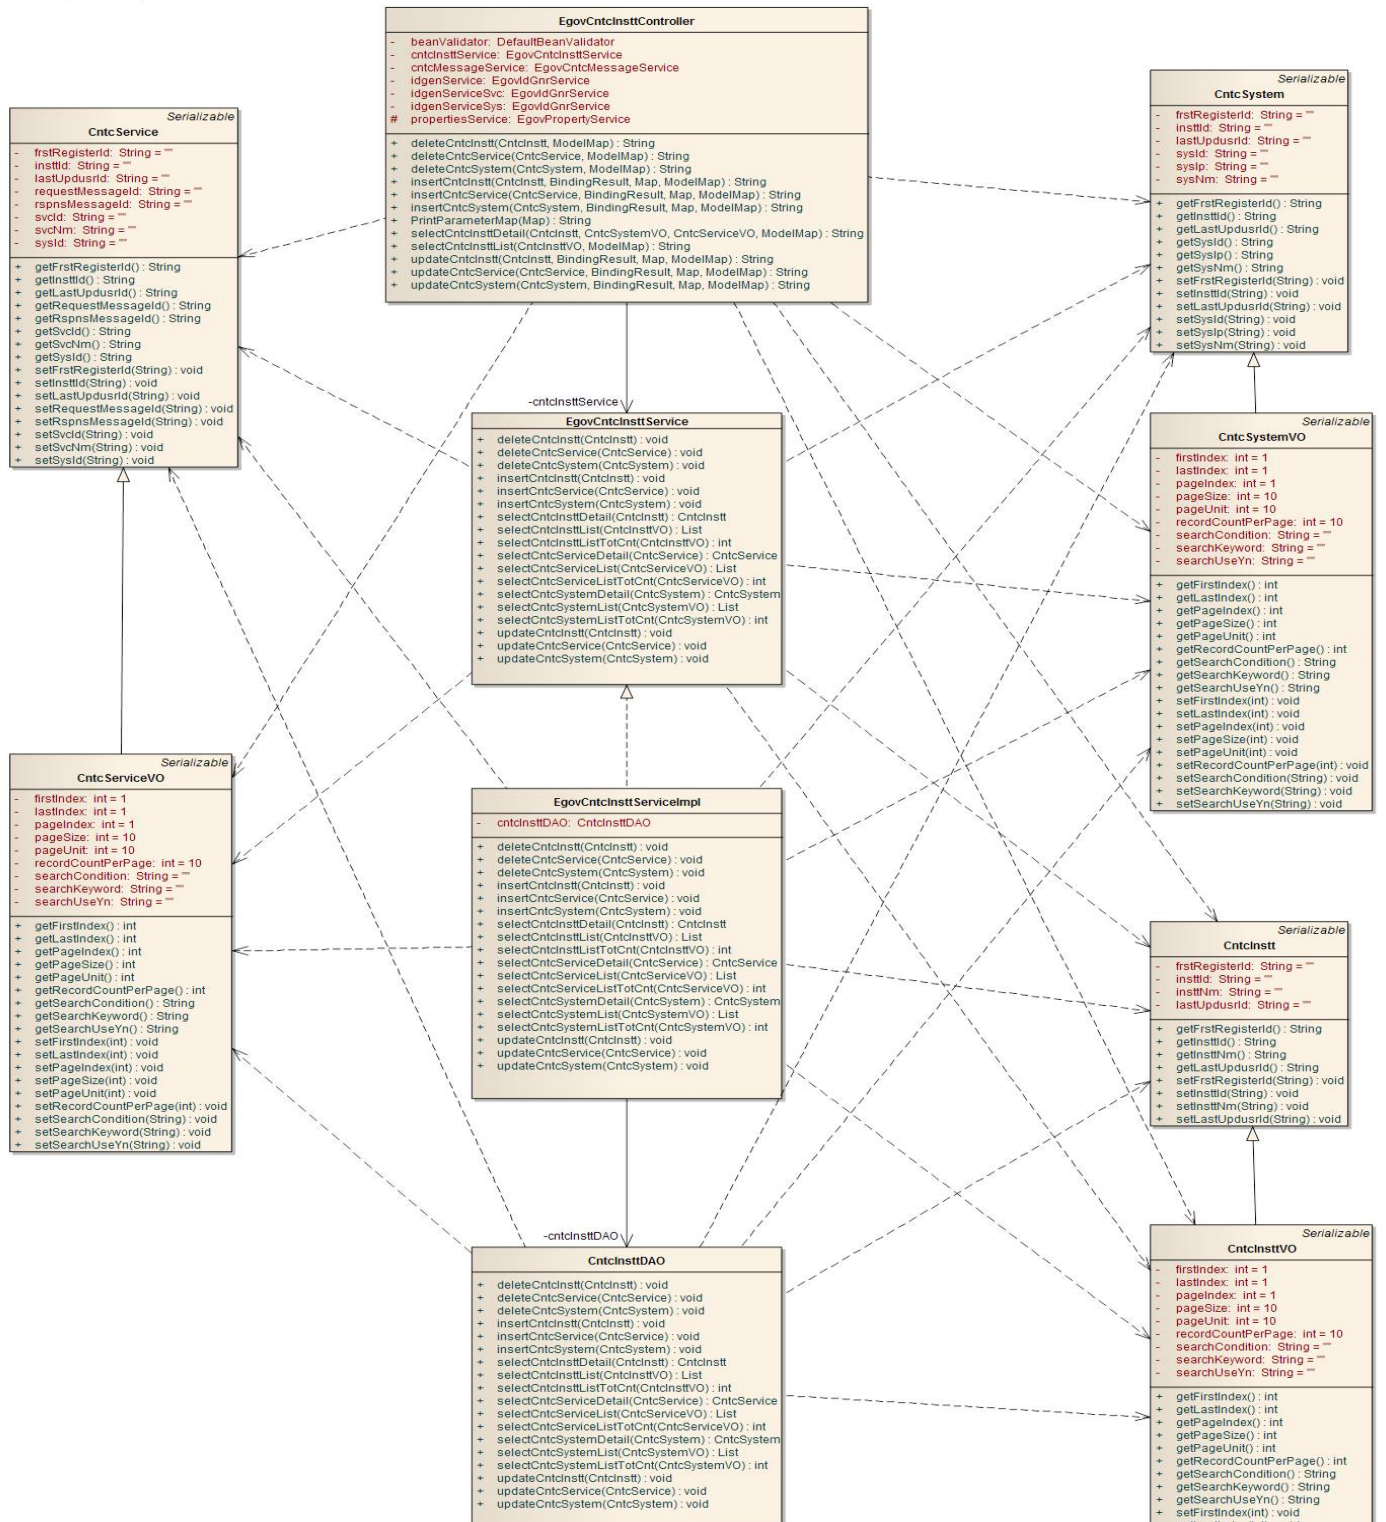 EgovCntcInsttController
- beanValidator: DefaultBeanValidator
- cntcInsttService: EgovCntcInsttService
- cntcMessageService: EgovCntcMessageService
- idgenService: EgovIdGnrService
- idgenServiceSvc: EgovIdGnrService
- idgenServiceSys: EgovIdGnrService
# propertiesService: EgovPropertyService
+ deleteCntcInstt(CntcInstt, ModelMap) : String
+ deleteCntcService(CntcService, ModelMap) : String
+ deleteCntcSystem(CntcSystem, ModelMap) : String
+ insertCntcInstt(CntcInstt, BindingResult, Map, ModelMap) : String
+ insertCntcService(CntcService, BindingResult, Map, ModelMap) : String
+ insertCntcSystem(CntcSystem, BindingResult, Map, ModelMap) : String
+ PrintParameterMap(Map) : String
+ selectCntcInsttDetail(CntcInstt, CntcSystemVO, CntcServiceVO, ModelMap) : String
+ selectCntcInsttList(CntcInsttVO, ModelMap) : String
+ updateCntcInstt(CntcInstt, BindingResult, Map, ModelMap) : String
+ updateCntcService(CntcService, BindingResult, Map, ModelMap) : String
+ updateCntcSystem(CntcSystem, BindingResult, Map, ModelMap) : String
Serializable
CntcService
- frstRegisterId: String = ""
- insttId: String = ""
- lastUpdusrId: String = ""
- requestMessageId: String = ""
- rspnsMessageId: String = ""
- svcId: String = ""
- svcNm: String = ""
- sysId: String = ""
+ getFrstRegisterId() : String
+ getInsttId() : String
+ getLastUpdusrId() : String
+ getRequestMessageId() : String
+ getRspnsMessageId() : String
+ getSvcId() : String
+ getSvcNm() : String
+ getSysId() : String
+ setFrstRegisterId(String) : void
+ setInsttId(String) : void
+ setLastUpdusrId(String) : void
+ setRequestMessageId(String) : void
+ setRspnsMessageId(String) : void
+ setSvcId(String) : void
+ setSvcNm(String) : void
+ setSysId(String) : void
Serializable
CntcSystem
- frstRegisterId: String = ""
- insttId: String = ""
- lastUpdusrId: String = ""
- sysId: String = ""
- sysIp: String = ""
- sysNm: String = ""
+ getFrstRegisterId() : String
+ getInsttId() : String
+ getLastUpdusrId() : String
+ getSysId() : String
+ getSysIp() : String
+ getSysNm() : String
+ setFrstRegisterId(String) : void
+ setInsttId(String) : void
+ setLastUpdusrId(String) : void
+ setSysId(String) : void
+ setSysIp(String) : void
+ setSysNm(String) : void
-cntcInsttService
EgovCntcInsttService
+ deleteCntcInstt(CntcInstt) : void
+ deleteCntcService(CntcService) : void
+ deleteCntcSystem(CntcSystem) : void
+ insertCntcInstt(CntcInstt) : void
+ insertCntcService(CntcService) : void
+ insertCntcSystem(CntcSystem) : void
+ selectCntcInsttDetail(CntcInstt) : CntcInstt
+ selectCntcInsttList(CntcInsttVO) : List
+ selectCntcInsttListTotCnt(CntcInsttVO) : int
+ selectCntcServiceDetail(CntcService) : CntcService
+ selectCntcServiceList(CntcServiceVO) : List
+ selectCntcServiceListTotCnt(CntcServiceVO) : int
+ selectCntcSystemDetail(CntcSystem) : CntcSystem
+ selectCntcSystemList(CntcSystemVO) : List
+ selectCntcSystemListTotCnt(CntcSystemVO) : int
+ updateCntcInstt(CntcInstt) : void
+ updateCntcService(CntcService) : void
+ updateCntcSystem(CntcSystem) : void
Serializable
CntcSystemVO
- firstIndex: int = 1
- lastIndex: int = 1
- pageIndex: int = 1
- pageSize: int = 10
- pageUnit: int = 10
- recordCountPerPage: int = 10
- searchCondition: String = ""
- searchKeyword: String = ""
- searchUseYn: String = ""
+ getFirstIndex() : int
+ getLastIndex() : int
+ getPageIndex() : int
+ getPageSize() : int
+ getPageUnit() : int
+ getRecordCountPerPage() : int
+ getSearchCondition() : String
+ getSearchKeyword() : String
+ getSearchUseYn() : String
+ setFirstIndex(int) : void
+ setLastIndex(int) : void
+ setPageIndex(int) : void
+ setPageSize(int) : void
+ setPageUnit(int) : void
+ setRecordCountPerPage(int) : void
+ setSearchCondition(String) : void
+ setSearchKeyword(String) : void
+ setSearchUseYn(String) : void
Serializable
CntcServiceVO
- firstIndex: int = 1
- lastIndex: int = 1
- pageIndex: int = 1
- pageSize: int = 10
- pageUnit: int = 10
- recordCountPerPage: int = 10
- searchCondition: String = ""
- searchKeyword: String = ""
- searchUseYn: String = ""
+ getFirstIndex() : int
+ getLastIndex() : int
+ getPageIndex() : int
+ getPageSize() : int
+ getPageUnit() : int
+ getRecordCountPerPage() : int
+ getSearchCondition() : String
+ getSearchKeyword() : String
+ getSearchUseYn() : String
+ setFirstIndex(int) : void
+ setLastIndex(int) : void
+ setPageIndex(int) : void
+ setPageSize(int) : void
+ setPageUnit(int) : void
+ setRecordCountPerPage(int) : void
+ setSearchCondition(String) : void
+ setSearchKeyword(String) : void
+ setSearchUseYn(String) : void
EgovCntcInsttServiceImpl
- cntcInsttDAO: CntcInsttDAO
+ deleteCntcInstt(CntcInstt) : void
+ deleteCntcService(CntcService) : void
+ deleteCntcSystem(CntcSystem) : void
+ insertCntcInstt(CntcInstt) : void
+ insertCntcService(CntcService) : void
+ insertCntcSystem(CntcSystem) : void
+ selectCntcInsttDetail(CntcInstt) : CntcInstt
+ selectCntcInsttList(CntcInsttVO) : List
+ selectCntcInsttListTotCnt(CntcInsttVO) : int
+ selectCntcServiceDetail(CntcService) : CntcService
+ selectCntcServiceList(CntcServiceVO) : List
+ selectCntcServiceListTotCnt(CntcServiceVO) : int
+ selectCntcSystemDetail(CntcSystem) : CntcSystem
+ selectCntcSystemList(CntcSystemVO) : List
+ selectCntcSystemListTotCnt(CntcSystemVO) : int
+ updateCntcInstt(CntcInstt) : void
+ updateCntcService(CntcService) : void
+ updateCntcSystem(CntcSystem) : void
Serializable
CntcInstt
- frstRegisterId: String = ""
- insttId: String = ""
- insttNm: String = ""
- lastUpdusrId: String = ""
+ getFrstRegisterId() : String
+ getInsttId() : String
+ getInsttNm() : String
+ getLastUpdusrId() : String
+ setFrstRegisterId(String) : void
+ setInsttId(String) : void
+ setInsttNm(String) : void
+ setLastUpdusrId(String) : void
-cntcInsttDAO
CntcInsttDAO
+ deleteCntcInstt(CntcInstt) : void
+ deleteCntcService(CntcService) : void
+ deleteCntcSystem(CntcSystem) : void
+ insertCntcInstt(CntcInstt) : void
+ insertCntcService(CntcService) : void
+ insertCntcSystem(CntcSystem) : void
+ selectCntcInsttDetail(CntcInstt) : CntcInstt
+ selectCntcInsttList(CntcInsttVO) : List
+ selectCntcInsttListTotCnt(CntcInsttVO) : int
+ selectCntcServiceDetail(CntcService) : CntcService
+ selectCntcServiceList(CntcServiceVO) : List
+ selectCntcServiceListTotCnt(CntcServiceVO) : int
+ selectCntcSystemDetail(CntcSystem) : CntcSystem
+ selectCntcSystemList(CntcSystemVO) : List
+ selectCntcSystemListTotCnt(CntcSystemVO) : int
+ updateCntcInstt(CntcInstt) : void
+ updateCntcService(CntcService) : void
+ updateCntcSystem(CntcSystem) : void
Serializable
CntcInsttVO
- firstIndex: int = 1
- lastIndex: int = 1
- pageIndex: int = 1
- pageSize: int = 10
- pageUnit: int = 10
- recordCountPerPage: int = 10
- searchCondition: String = ""
- searchKeyword: String = ""
- searchUseYn: String = ""
+ getFirstIndex() : int
+ getLastIndex() : int
+ getPageIndex() : int
+ getPageSize() : int
+ getPageUnit() : int
+ getRecordCountPerPage() : int
+ getSearchCondition() : String
+ getSearchKeyword() : String
+ getSearchUseYn() : String
+ setFirstIndex(int) : void